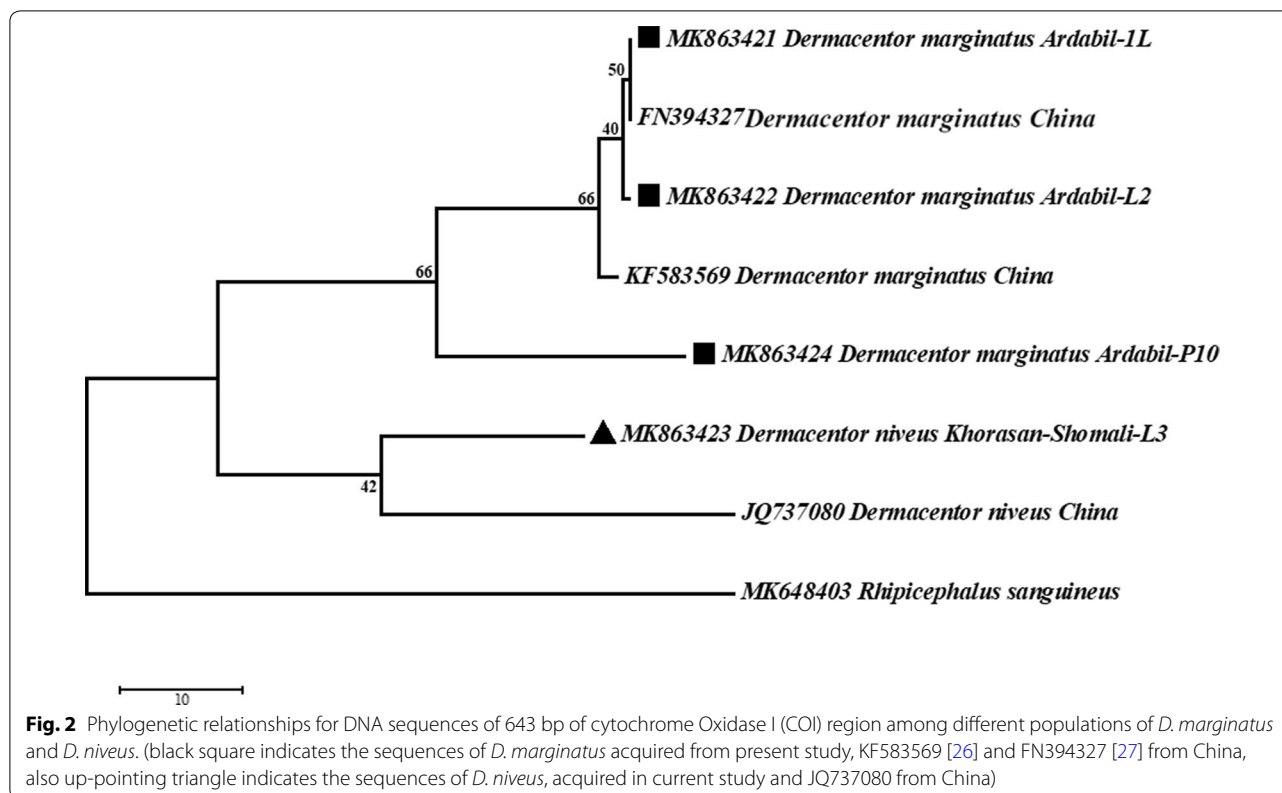 MK863421 Dermacentor marginatus Ardabil-1L
50
FN394327 Dermacentor marginatus China
40
MK863422 Dermacentor marginatus Ardabil-L2
66
KF583569 Dermacentor marginatus China
66
MK863424 Dermacentor marginatus Ardabil-P10
MK863423 Dermacentor niveus Khorasan-Shomali-L3
42
JQ737080 Dermacentor niveus China
MK648403 Rhipicephalus sanguineus
10
Fig. 2 Phylogenetic relationships for DNA sequences of 643 bp of cytochrome Oxidase I (COI) region among different populations of D. marginatus
and D. niveus. (black square indicates the sequences of D. marginatus acquired from present study, KF583569 [26] and FN394327 [27] from China,
also up-pointing triangle indicates the sequences of D. niveus, acquired in current study and JQ737080 from China)